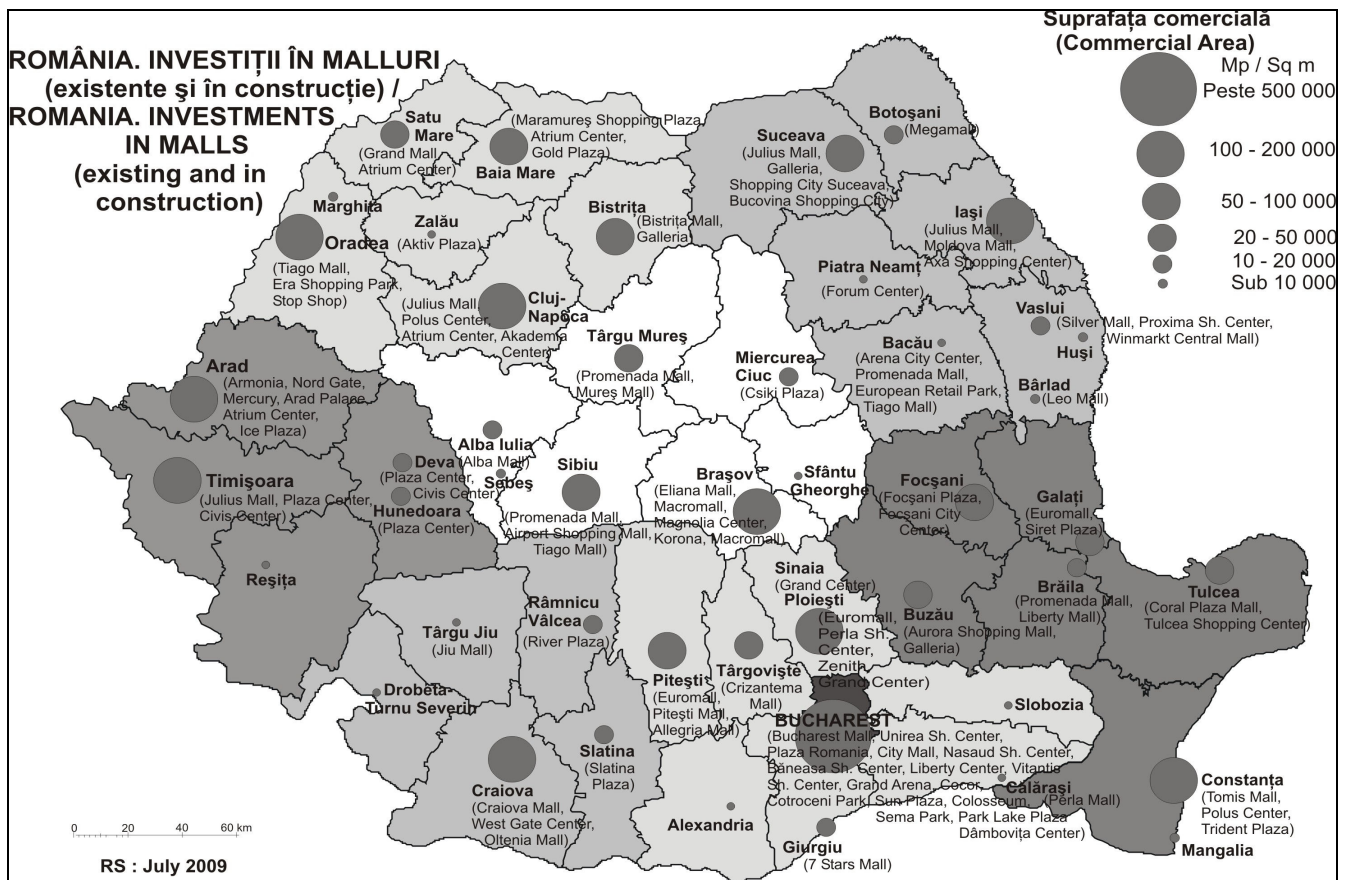 ROMÂNIA. INVESTIŢII ÎN MALLURI
(existente şi în construcţie) /
ROMANIA. INVESTMENTS
IN MALLS
(existing and in
construction)
Suprafaţa comercială
(Commercial Area)
Mp / Sq m
Peste 500 000
100 - 200 000
50 - 100 000
20 - 50 000
10 - 20 000
Sub 10 000
Satu
Mare
(Grand Mall,
Atrium Center)
(Maramureş Shopping Plaza,
Atrium Center,
Gold Plaza)
Baia Mare
Suceava
(Julius Mall,
Galleria,
Shopping City Suceava,
Bucovina Shopping City)
Botoşani
(Megamall)
Marghita
Oradea
(Tiago Mall,
Era Shopping Park,
Stop Shop)
Zalău
(Aktiv Plaza)
Bistriţa
(Bistriţa Mall,
Galleria)
Iaşi
(Julius Mall,
Moldova Mall,
Axa Shopping Center)
Piatra Neamţ
(Forum Center)
Cluj-
Napoca
(Julius Mall,
Polus Center,
Atrium Center, Akademia
Center)
Târgu Mureş
(Promenada Mall,
Mureş Mall)
Miercurea
Ciuc
(Csiki Plaza)
Bacău
(Arena City Center,
Promenada Mall,
European Retail Park,
Tiago Mall)
Vaslui
(Silver Mall, Proxima Sh. Center,
Winmarkt Central Mall)
Huşi
Bârlad
(Leo Mall)
Arad
(Armonia, Nord Gate,
Mercury, Arad Palace,
Atrium Center,
Ice Plaza)
Timişoara
(Julius Mall, Plaza Center,
Civis Center)
Deva
(Plaza Center,
Civis Center)
Hunedoara
(Plaza Center)
Alba Iulia
(Alba Mall)
Sebeş
Sibiu
(Promenada Mall,
Airport Shopping Mall,
Tiago Mall)
Braşov
(Eliana Mall,
Macromall,
Magnolia Center,
Korona, Macromall)
Sfântu
Gheorghe
Focşani
(Focşani Plaza,
Focşani City
Center)
Galaţi
(Euromall,
Siret Plaza)
Reşiţa
Târgu Jiu
(Jiu Mall)
Râmnicu
Vâlcea
(River Plaza)
Sinaia
(Grand Center)
Ploieşti
(Euromall,
Perla Sh.
Center,
Zenith,
Grand Center)
Buzău
(Aurora Shopping Mall,
Galleria)
Brăila
(Promenada Mall,
Liberty Mall)
Tulcea
(Coral Plaza Mall,
Tulcea Shopping Center)
Drobeta-
Turnu Severin
Piteşti
(Euromall,
Piteşti Mall,
Allegria Mall)
Târgovişte
(Crizantema
Mall)
Slobozia
BUCHAREST
(Bucharest Mall, Unirea Sh. Center,
Plaza Romania, City Mall, Nasaud Sh. Center,
Băneasa Sh. Center, Liberty Center, Vitantis
Sh. Center, Grand Arena, Cocor,
Cotroceni Park, Sun Plaza, Colosseum,
Sema Park, Park Lake Plaza
Dâmboviţa Center)
Călăraşi
(Perla Mall)
Slatina
(Slatina
Plaza)
Craiova
(Craiova Mall,
West Gate Center,
Oltenia Mall)
Alexandria
Giurgiu
(7 Stars Mall)
Constanţa
(Tomis Mall,
Polus Center,
Trident Plaza)
Mangalia
0 20 40 60 km
RS : July 2009